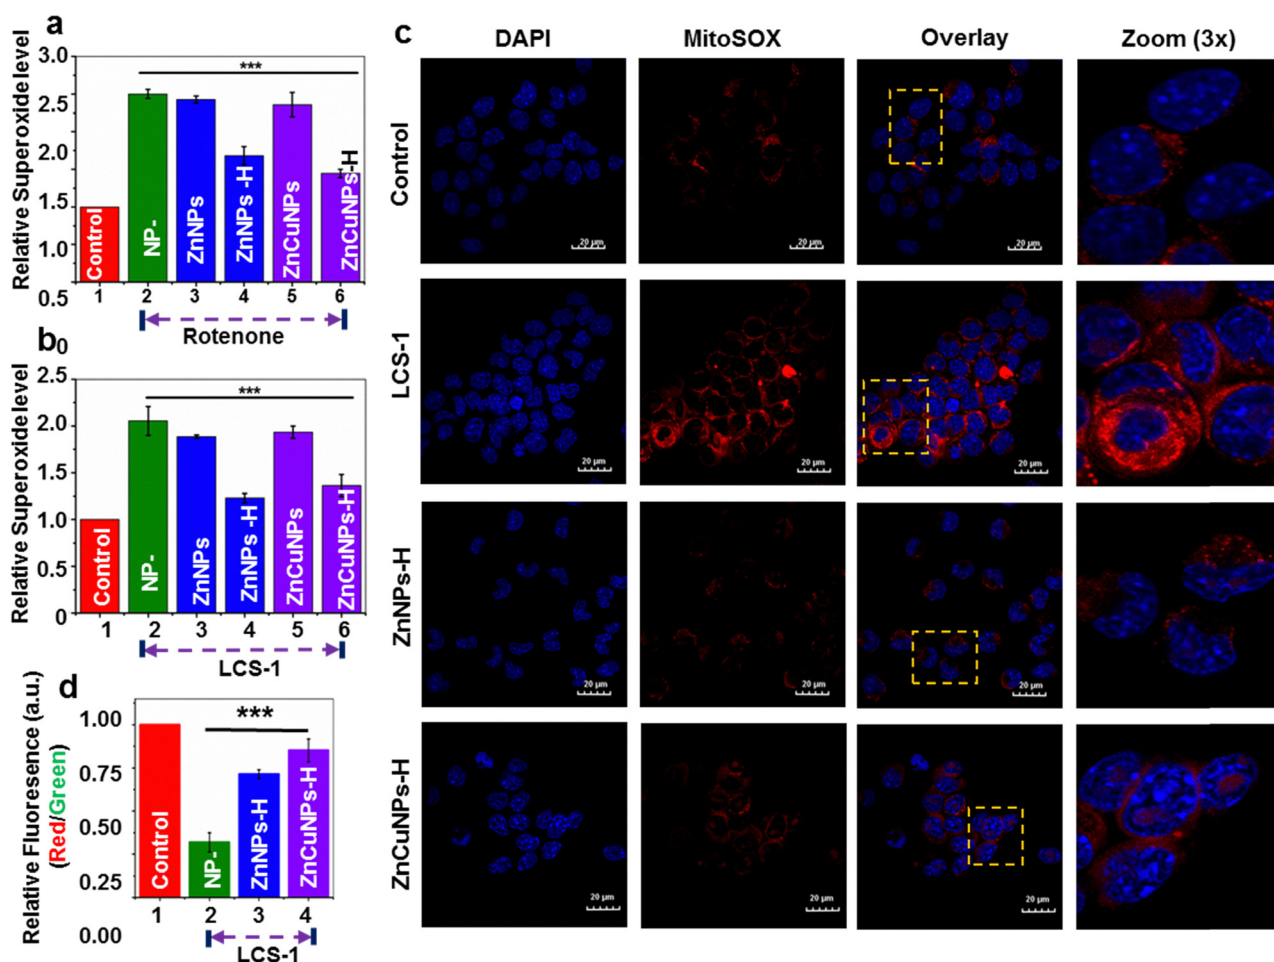 a
Relative Superoxide level
3.0
2.5
2.0
1.5
1.0
0.5
0
***
Control
NP-
ZnNPs
ZnNPs -H
ZnCuNPs
ZnCuNPs-H
1 2 3 4 5 6
Rotenone
b
Relative Superoxide level
2.5
2.0
1.5
1.0
0.5
0
***
Control
NP-
ZnNPs
ZnNPs -H
ZnCuNPs
ZnCuNPs-H
1 2 3 4 5 6
LCS-1
c
DAPI MitoSOX Overlay Zoom (3x)
Control
20 µm 20 µm 20 µm
LCS-1
20 µm 20 µm 20 µm
ZnNPs-H
20 µm 20 µm 20 µm
ZnCuNPs-H
20 µm 20 µm 20 µm
d
Relative Fluoresence (a.u.)
(Red/Green)
1.00
0.75
0.50
0.25
0.00
***
Control
NP-
ZnNPs-H
ZnCuNPs-H
1 2 3 4
LCS-1